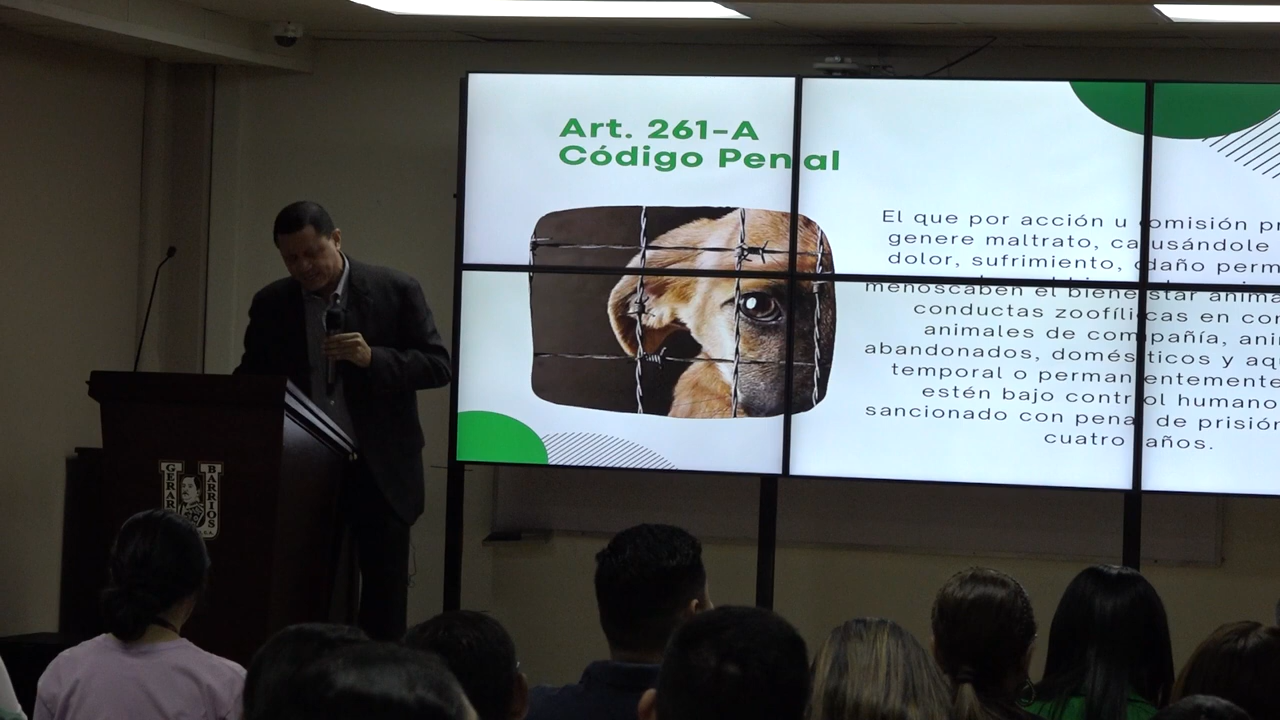 Art. 261-A
Código Penal
El que por acción u omisión
genere maltrato, causándole
dolor, sufrimiento, daño
menoscaben el bienestar
conductas zoofílicas en
animales de compañía,
abandonados, domésticos y
temporal o permanentemente
estén bajo control humano
sancionado con pena de prisión
cuatro años.
GERAR
BARRIOS